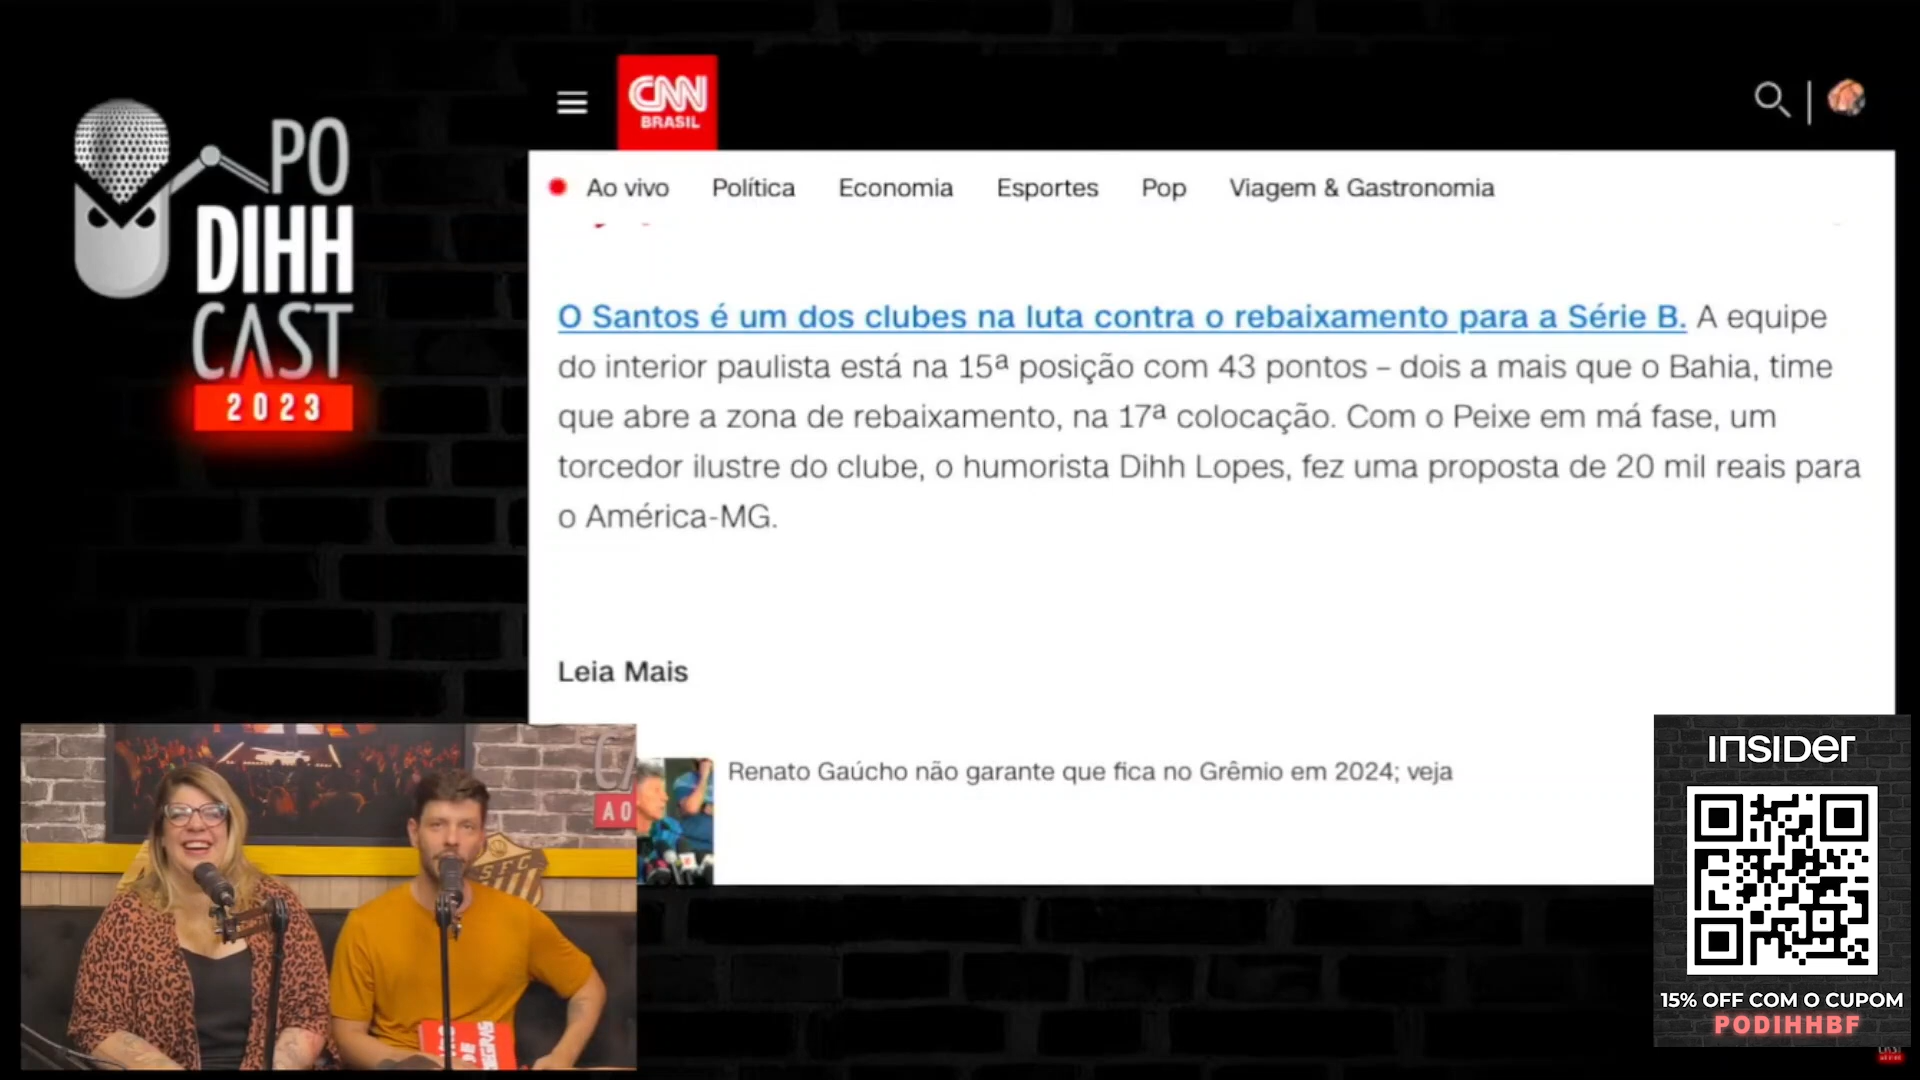 PO
DIHH
CAST
2023
CNN
BRASIL
Ao vivo Política Economia Esportes Pop Viagem & Gastronomia
O Santos é um dos clubes na luta contra o rebaixamento para a Série B. A equipe
do interior paulista está na 15ª posição com 43 pontos – dois a mais que o Bahia, time
que abre a zona de rebaixamento, na 17ª colocação. Com o Peixe em má fase, um
torcedor ilustre do clube, o humorista Dihh Lopes, fez uma proposta de 20 mil reais para
o América-MG.
Leia Mais
Renato Gaúcho não garante que fica no Grêmio em 2024; veja
CA
AO
SFC
INSIDER
15% OFF COM O CUPOM
PODIHHBF